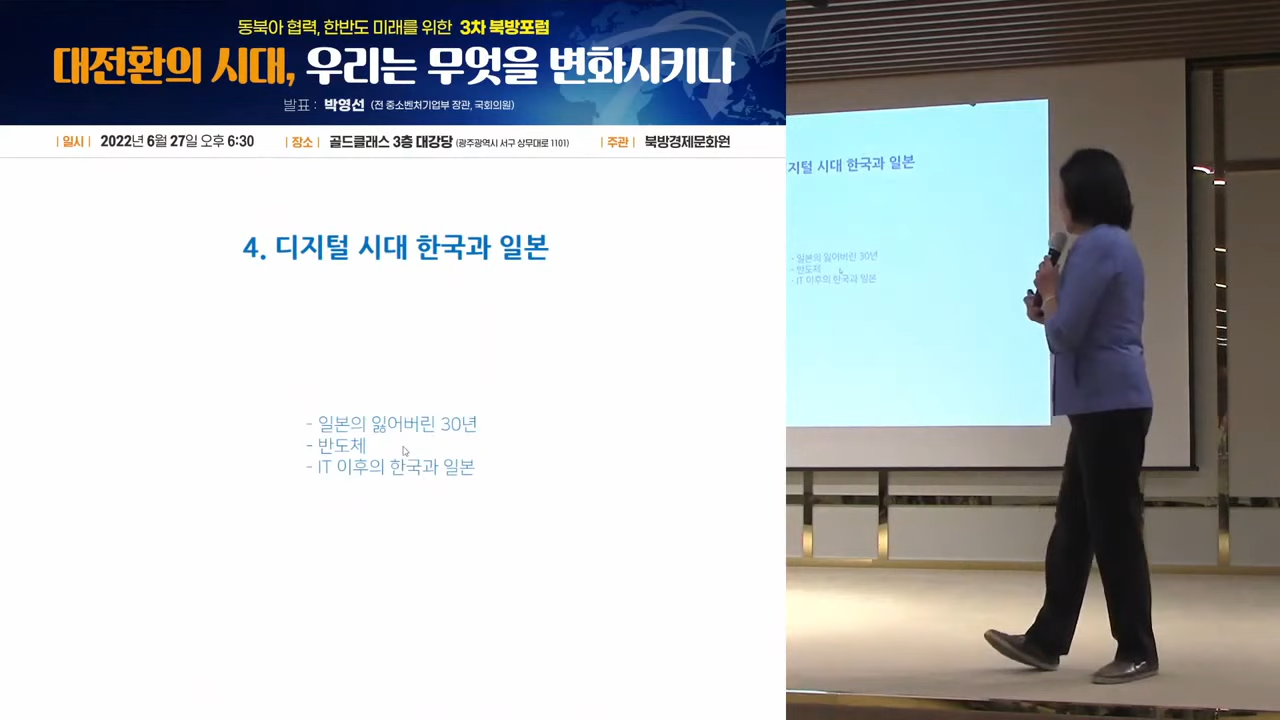 동북아 협력, 한반도 미래를 위한 3차 북방포럼
대전환의 시대, 우리는 무엇을 변화시키나
발표 : 박영선 (전 중소벤처기업부 장관, 국회의원)
| 일시 | 2022년 6월 27일 오후 6:30 | 장소 | 골드클래스 3층 대강당 (광주광역시 서구 상무대로 1101) | 주관 | 북방경제문화원
4. 디지털 시대 한국과 일본
- 일본의 잃어버린 30년
- 반도체
- IT 이후의 한국과 일본
지털 시대 한국과 일본
- 일본의 잃어버린 30년
- 반도체
- IT 이후의 한국과 일본